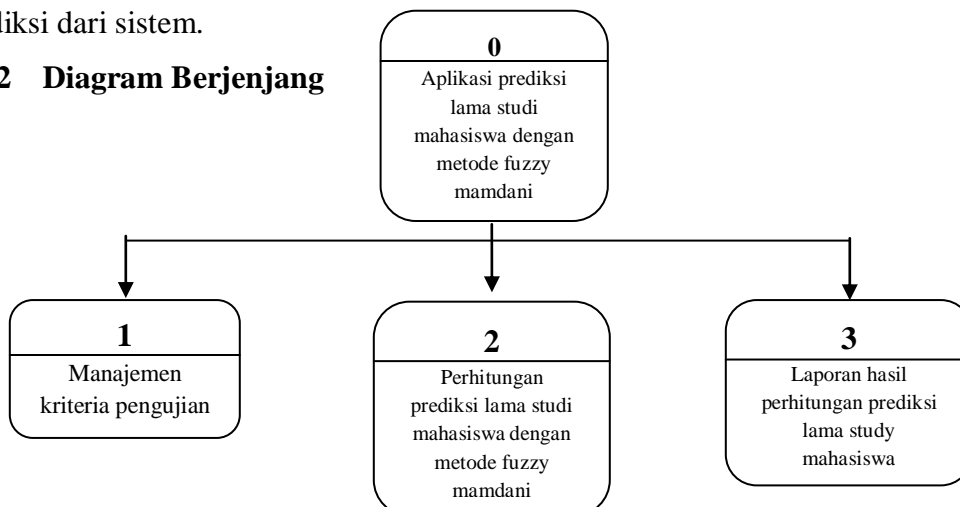 diksi dari sistem.
2 Diagram Berjenjang
0
Aplikasi prediksi
lama studi
mahasiswa dengan
metode fuzzy
mamdani
1
Manajemen
kriteria pengujian
2
Perhitungan
prediksi lama studi
mahasiswa dengan
metode fuzzy
mamdani
3
Laporan hasil
perhitungan prediksi
lama study
mahasiswa